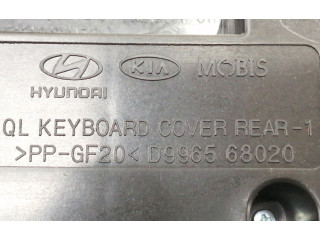 HYUNDAI KIA MOBIS
QL KEYBOARD COVER REAR-1
>PP-GF20< D9965 68020